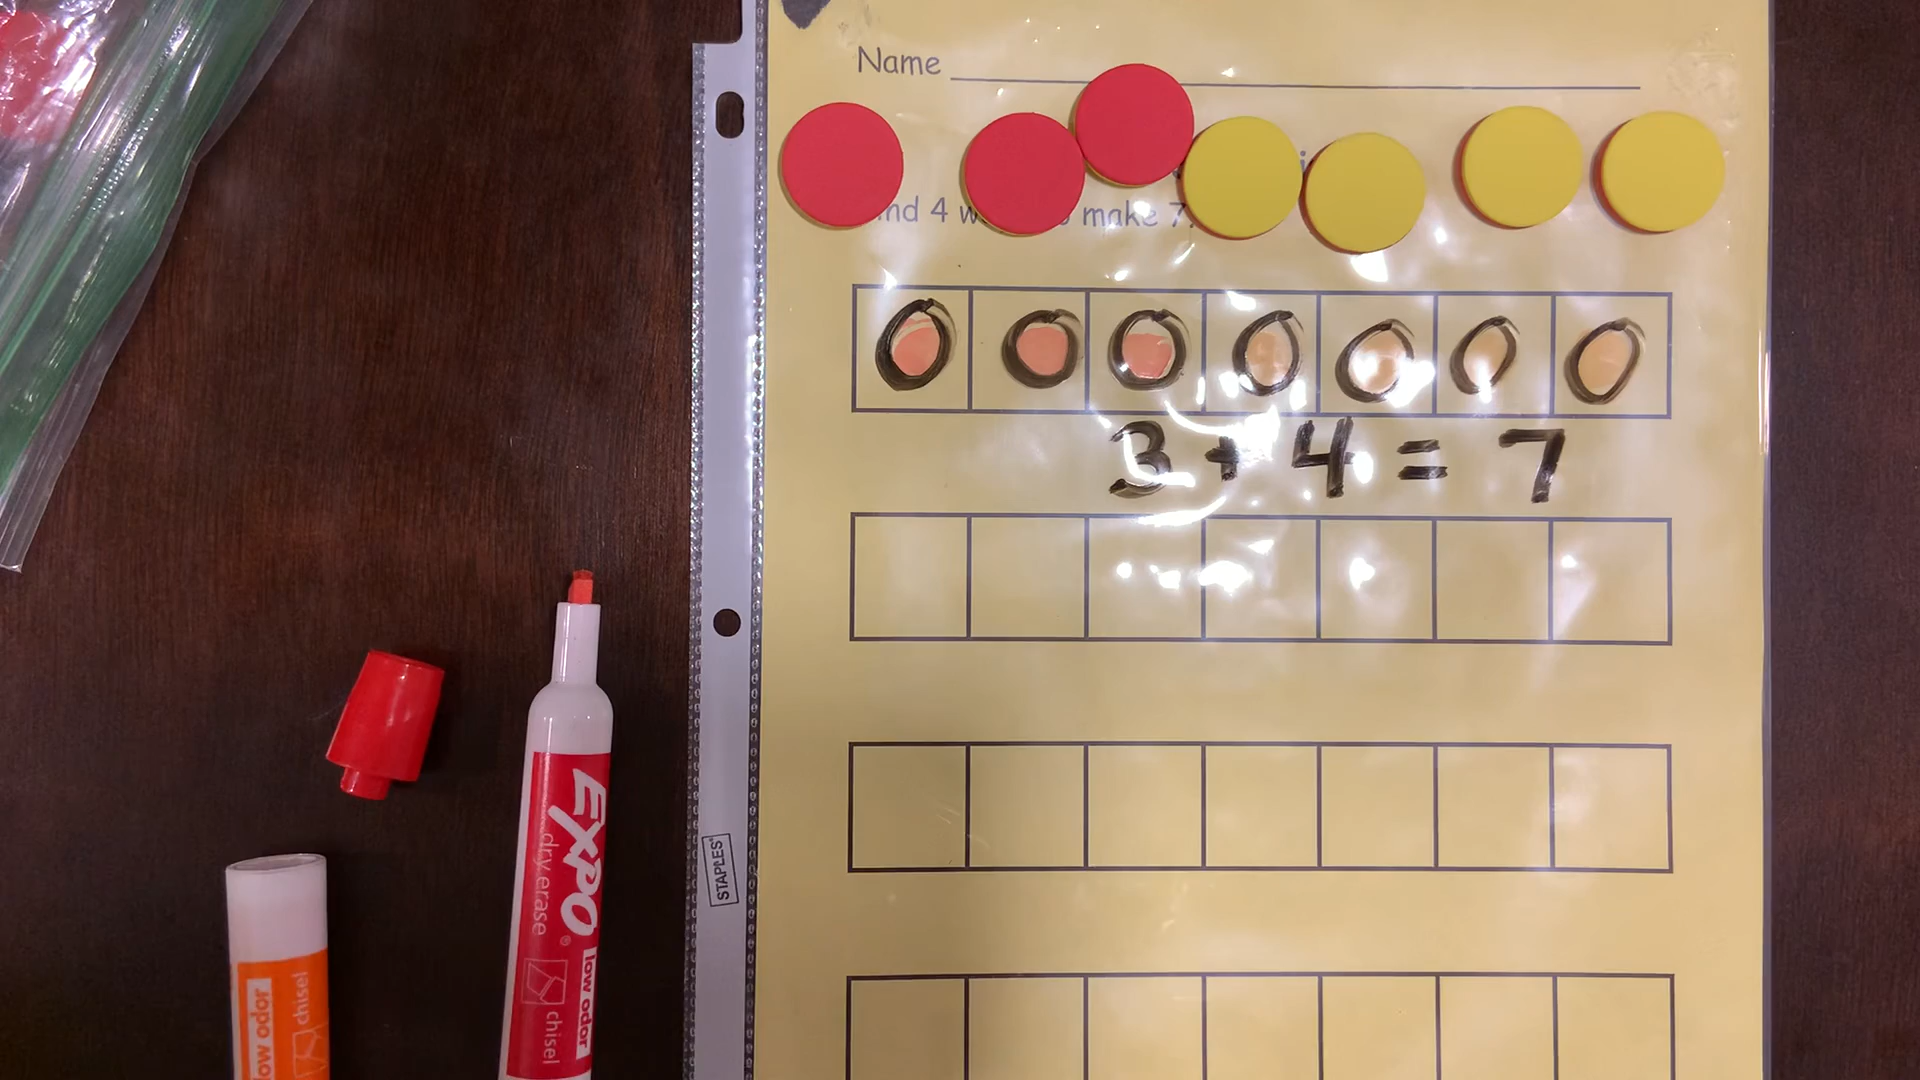 Name
nd 4 w make 7
3 + 4 = 7
EXPO
dry erase
low odor
chisel
STAPLES
low odor
chisel